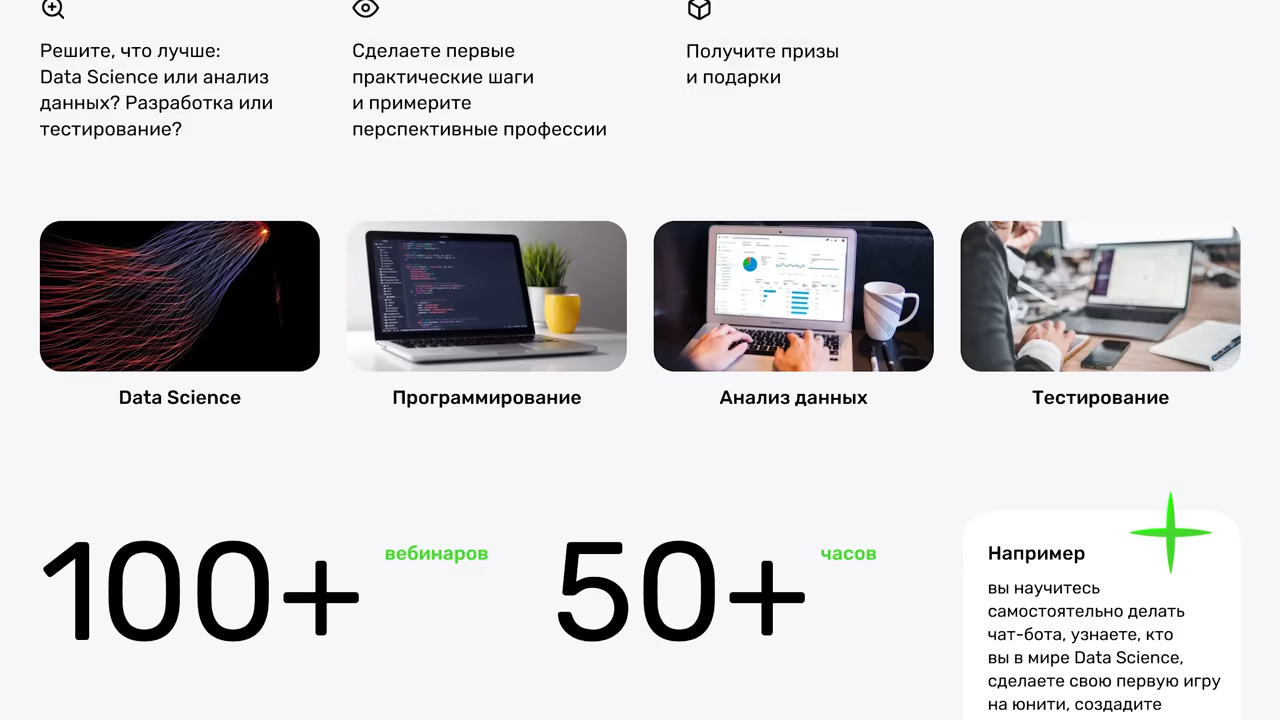 Решите, что лучше:
Data Science или анализ
данных? Разработка или
тестирование?
Сделаете первые
практические шаги
и примерите
перспективные профессии
Получите призы
и подарки
Data Science
Программирование
Анализ данных
Тестирование
100+
вебинаров
50+
часов
Например
вы научитесь
самостоятельно делать
чат-бота, узнаете, кто
вы в мире Data Science,
сделаете свою первую игру
на юнити, создадите